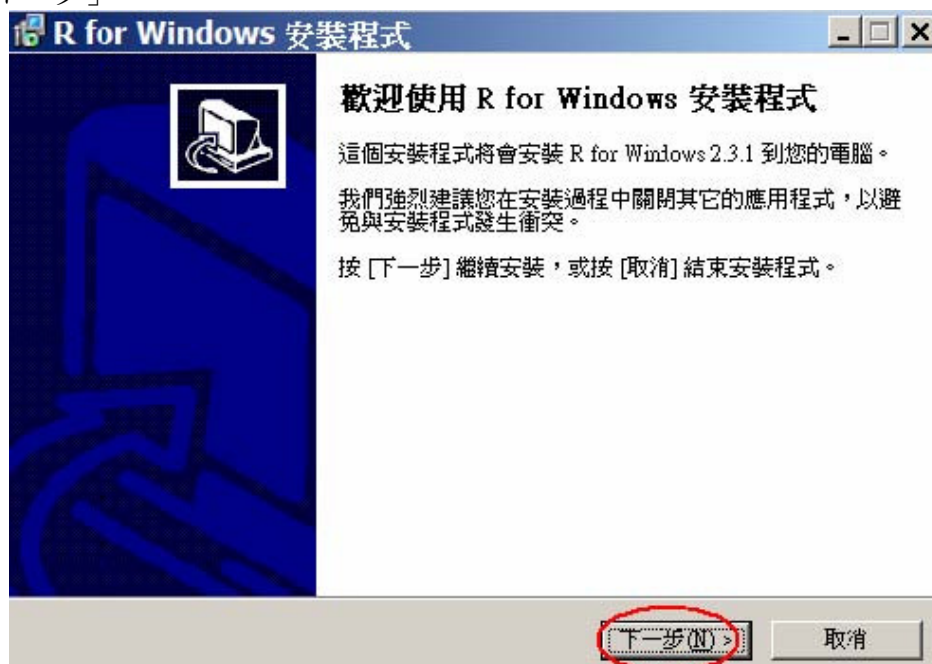 R for Windows 安裝程式
歡迎使用 R for Windows 安裝程式
這個安裝程式將會安裝 R for Windows 2.3.1 到您的電腦。
我們強烈建議您在安裝過程中關閉其它的應用程式，以避
免與安裝程式發生衝突。
按 [下一步] 繼續安裝，或按 [取消] 結束安裝程式。
下一步(N) >
取消